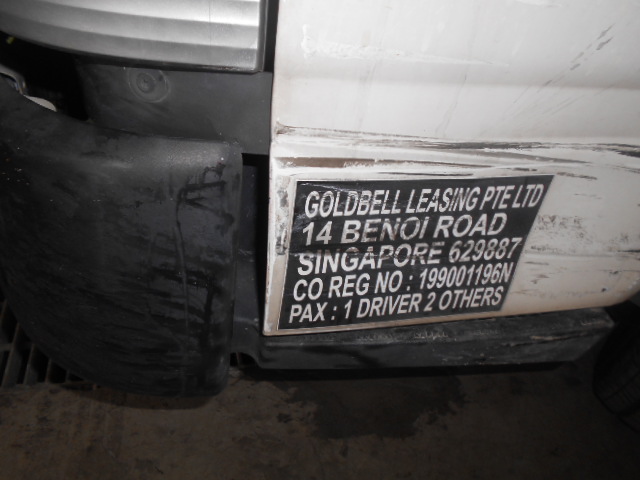 GOLDBELL LEASING PTE LTD
14 BENOI ROAD
SINGAPORE 629887
CO REG NO : 199001196N
PAX : 1 DRIVER 2 OTHERS